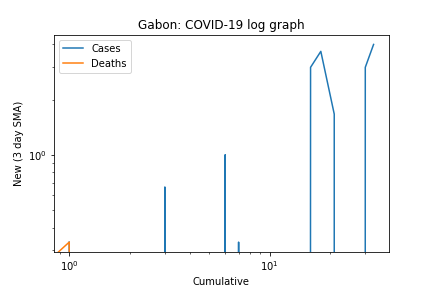 Gabon: COVID-19 log graph
Cases
Deaths
New (3 day SMA)
10⁰
10⁰
10¹
Cumulative